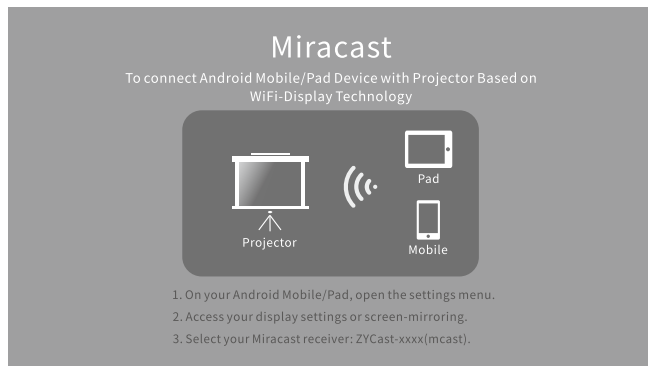 Miracast
To connect Android Mobile/Pad Device with Projector Based on
WiFi-Display Technology
Pad
Projector
Mobile
1. On your Android Mobile/Pad, open the settings menu.
2. Access your display settings or screen-mirroring.
3. Select your Miracast receiver: ZYCast-xxxx(mcast).